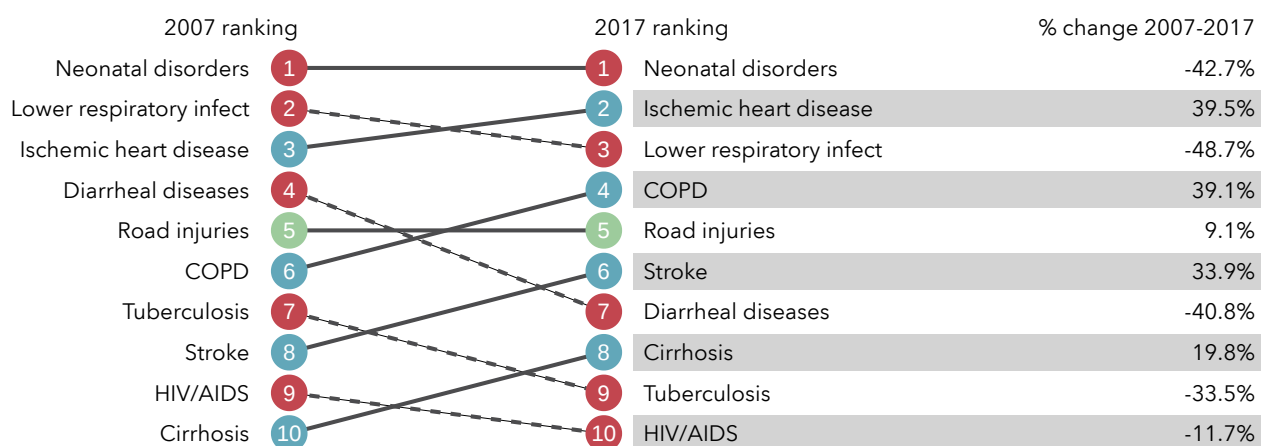 2007 ranking 2017 ranking % change 2007-2017
Neonatal disorders 1 1 Neonatal disorders -42.7%
Lower respiratory infect 2 2 Ischemic heart disease 39.5%
Ischemic heart disease 3 3 Lower respiratory infect -48.7%
Diarrheal diseases 4 4 COPD 39.1%
Road injuries 5 5 Road injuries 9.1%
COPD 6 6 Stroke 33.9%
Tuberculosis 7 7 Diarrheal diseases -40.8%
Stroke 8 8 Cirrhosis 19.8%
HIV/AIDS 9 9 Tuberculosis -33.5%
Cirrhosis 10 10 HIV/AIDS -11.7%